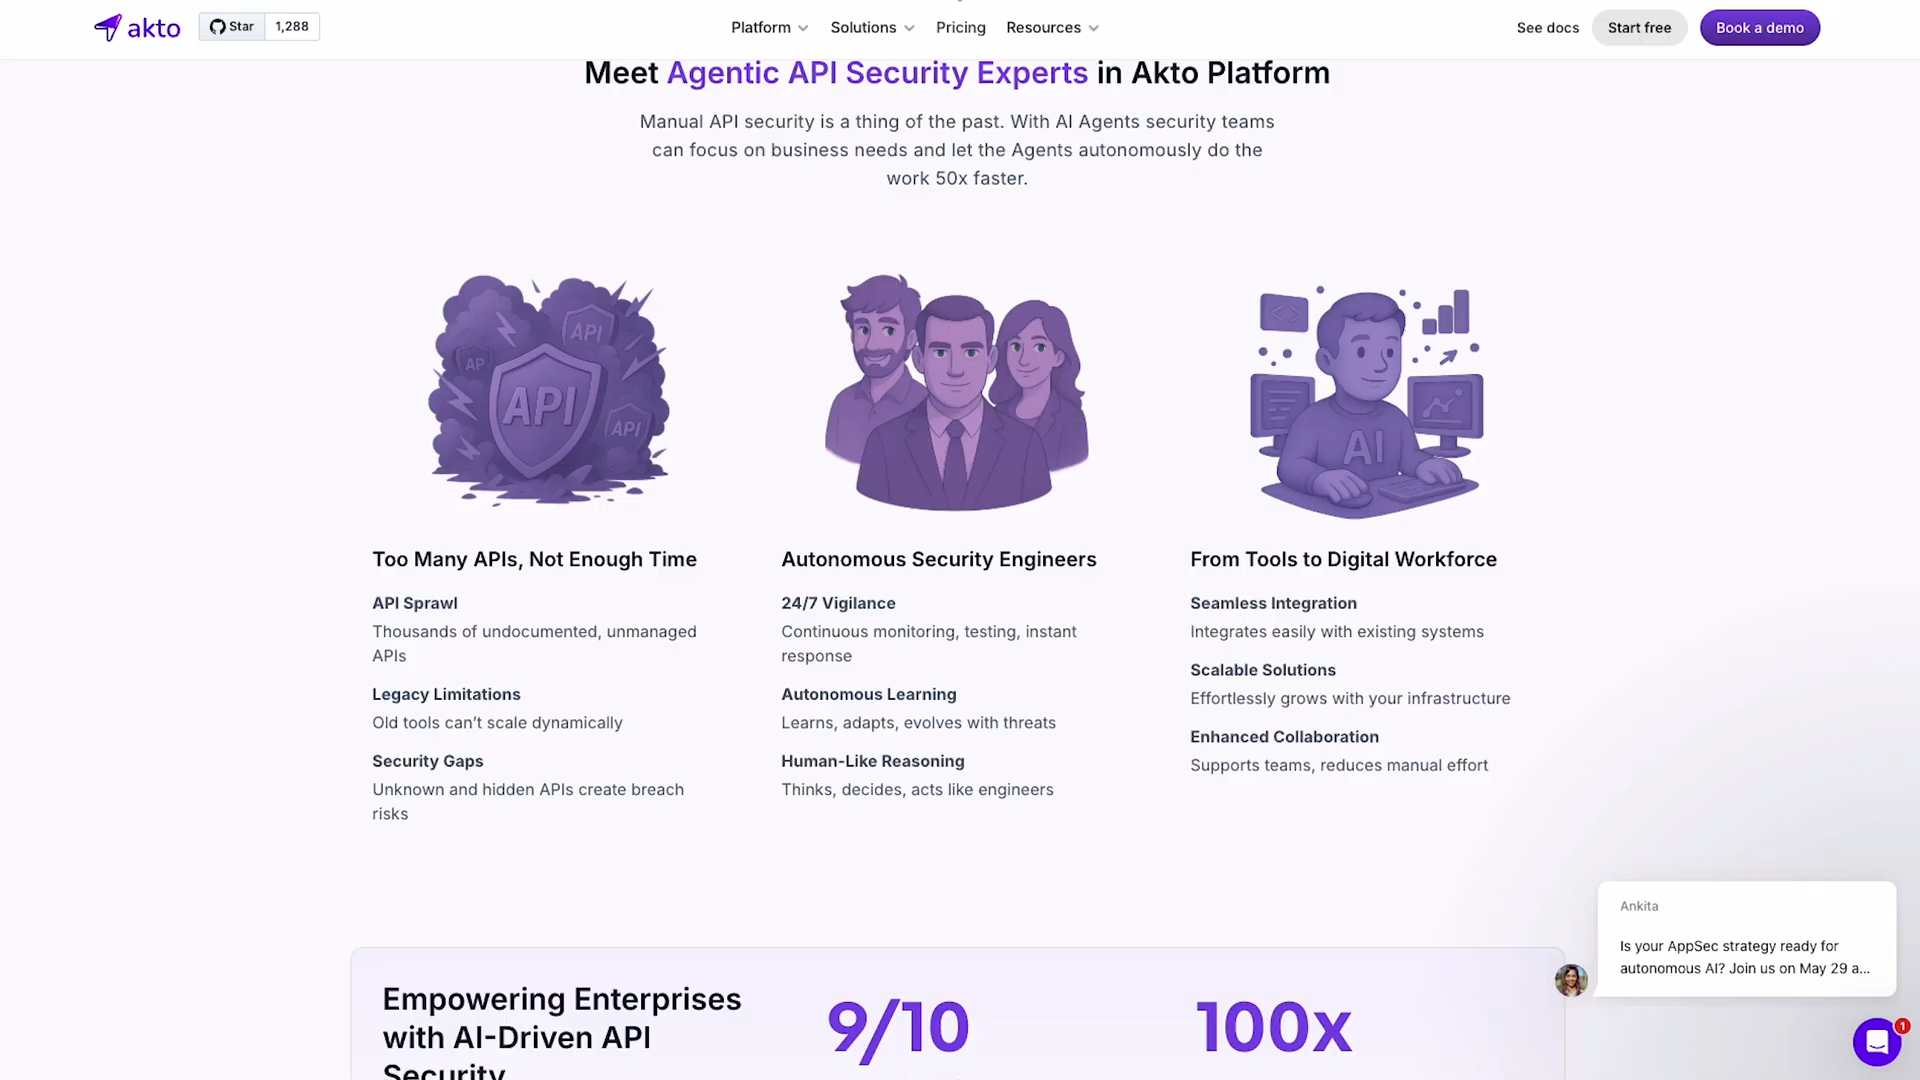 akto
Star
1,288
Platform
Solutions
Pricing
Resources
See docs
Start free
Book a demo
Meet Agentic API Security Experts in Akto Platform
Manual API security is a thing of the past. With AI Agents security teams
can focus on business needs and let the Agents autonomously do the
work 50x faster.
API
AP
API
API
AI
Too Many APIs, Not Enough Time
API Sprawl
Thousands of undocumented, unmanaged
APIs
Legacy Limitations
Old tools can’t scale dynamically
Security Gaps
Unknown and hidden APIs create breach
risks
Autonomous Security Engineers
24/7 Vigilance
Continuous monitoring, testing, instant
response
Autonomous Learning
Learns, adapts, evolves with threats
Human-Like Reasoning
Thinks, decides, acts like engineers
From Tools to Digital Workforce
Seamless Integration
Integrates easily with existing systems
Scalable Solutions
Effortlessly grows with your infrastructure
Enhanced Collaboration
Supports teams, reduces manual effort
Empowering Enterprises
with AI-Driven API
Security
9/10
100x
Ankita
Is your AppSec strategy ready for
autonomous AI? Join us on May 29 a...
1